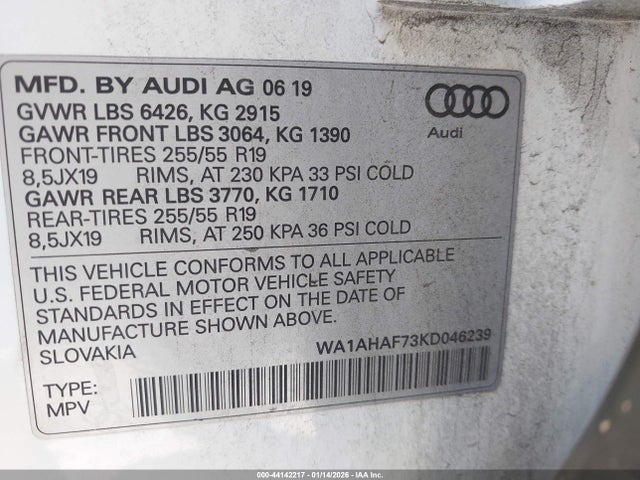 MFD. BY AUDI AG 06 19
GVWR LBS 6426, KG 2915
GAWR FRONT LBS 3064, KG 1390
FRONT-TIRES 255/55 R19
8,5JX19 RIMS, AT 230 KPA 33 PSI COLD
GAWR REAR LBS 3770, KG 1710
REAR-TIRES 255/55 R19
8,5JX19 RIMS, AT 250 KPA 36 PSI COLD
Audi
THIS VEHICLE CONFORMS TO ALL APPLICABLE
U.S. FEDERAL MOTOR VEHICLE SAFETY
STANDARDS IN EFFECT ON THE DATE OF
MANUFACTURE SHOWN ABOVE.
SLOVAKIA WA1AHAF73KD046239
TYPE:
MPV
000-44142217 - 01/14/2026 - IAAI.COM